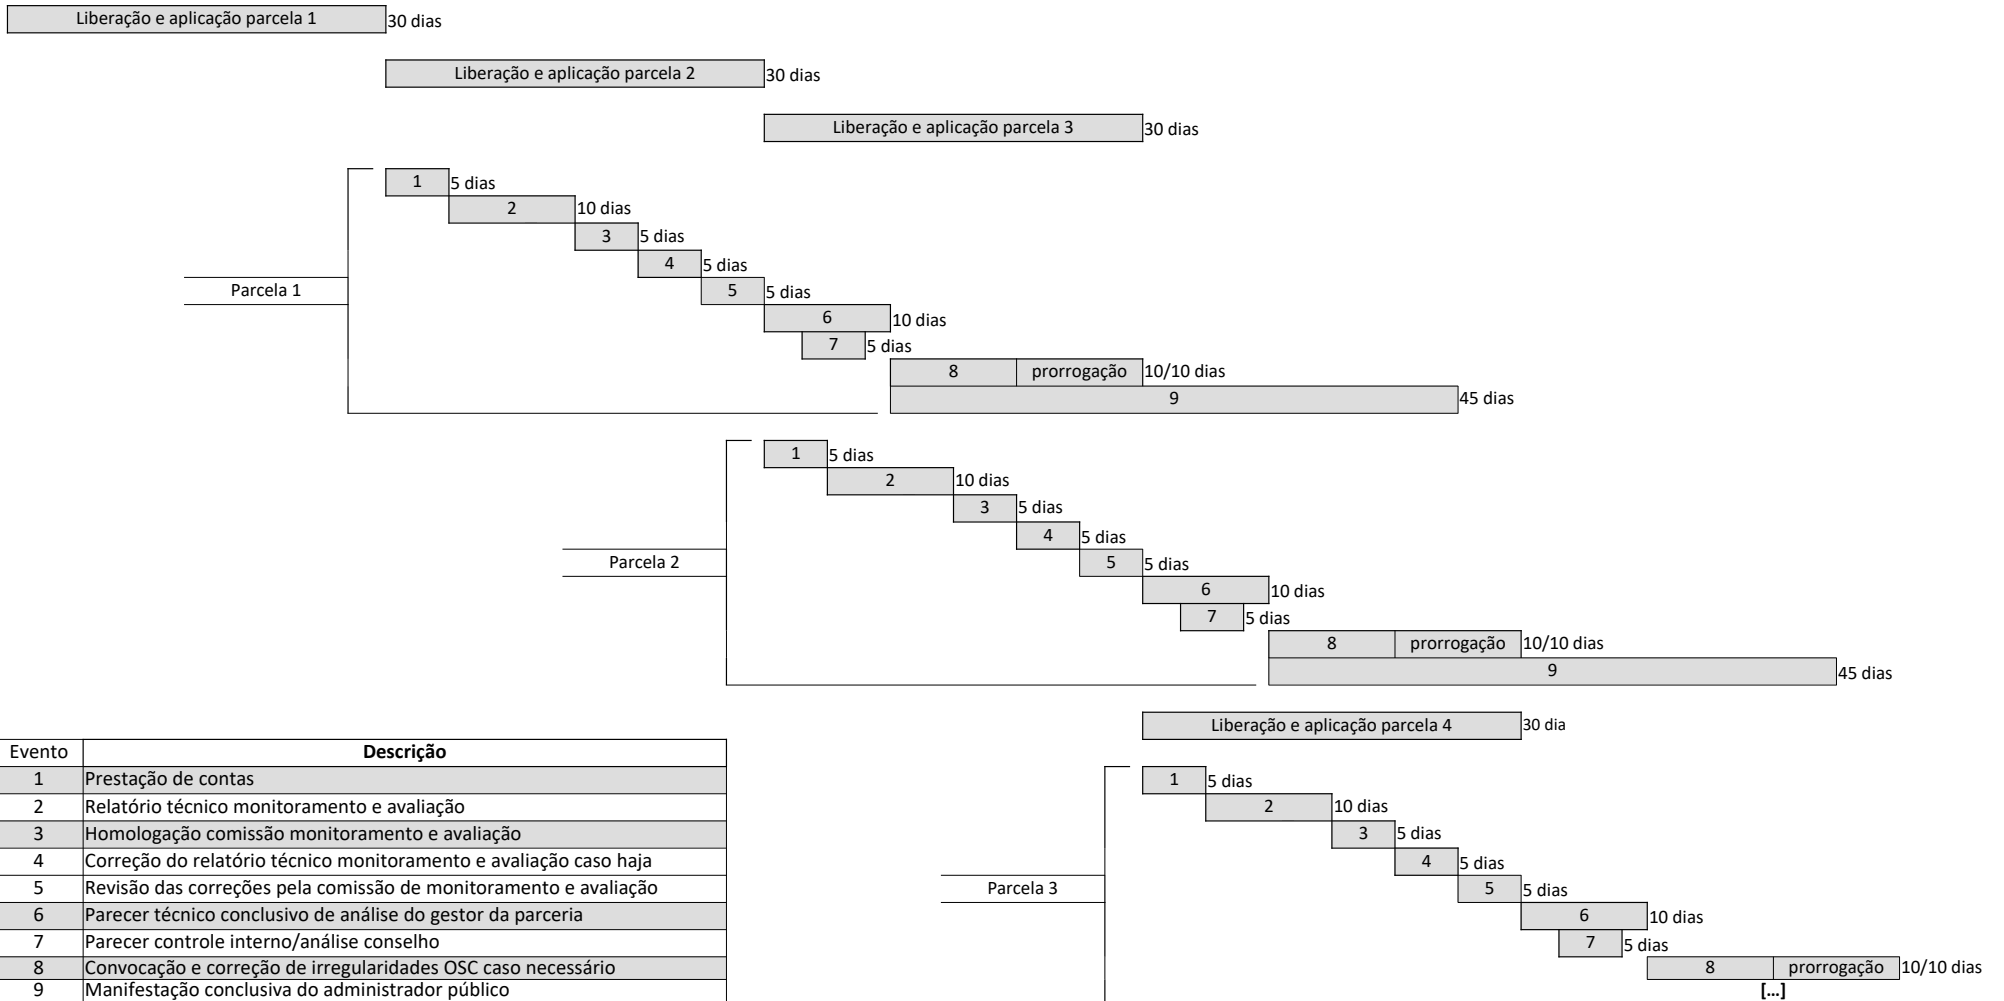 Liberação e aplicação parcela 1 30 dias
Liberação e aplicação parcela 2 30 dias
Liberação e aplicação parcela 3 30 dias
1 5 dias
2 10 dias
3 5 dias
4 5 dias
Parcela 1 5 5 dias
6 10 dias
7 5 dias
8 prorrogação 10/10 dias
9 45 dias
1 5 dias
2 10 dias
3 5 dias
4 5 dias
Parcela 2 5 5 dias
6 10 dias
7 5 dias
8 prorrogação 10/10 dias
9 45 dias
Liberação e aplicação parcela 4 30 dia
Evento Descrição
1 Prestação de contas
2 Relatório técnico monitoramento e avaliação
3 Homologação comissão monitoramento e avaliação
4 Correção do relatório técnico monitoramento e avaliação caso haja
5 Revisão das correções pela comissão de monitoramento e avaliação
6 Parecer técnico conclusivo de análise do gestor da parceria
7 Parecer controle interno/análise conselho
8 Convocação e correção de irregularidades OSC caso necessário
9 Manifestação conclusiva do administrador público
1 5 dias
2 10 dias
3 5 dias
4 5 dias
Parcela 3 5 5 dias
6 10 dias
7 5 dias
8 prorrogação 10/10 dias
[...]